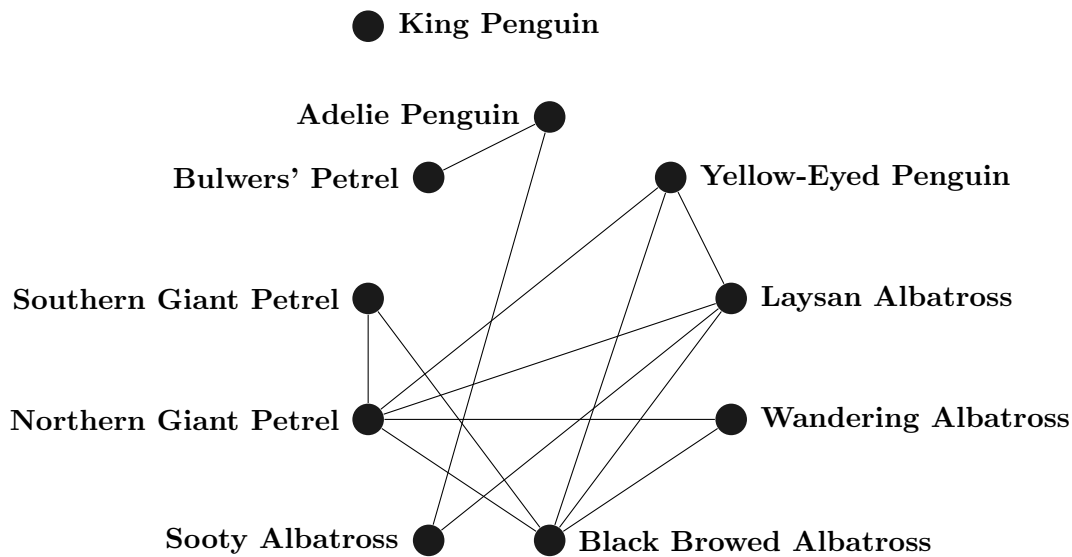 King Penguin
Adelie Penguin
Bulwers’ Petrel
Yellow-Eyed Penguin
Southern Giant Petrel
Laysan Albatross
Northern Giant Petrel
Wandering Albatross
Sooty Albatross
Black Browed Albatross